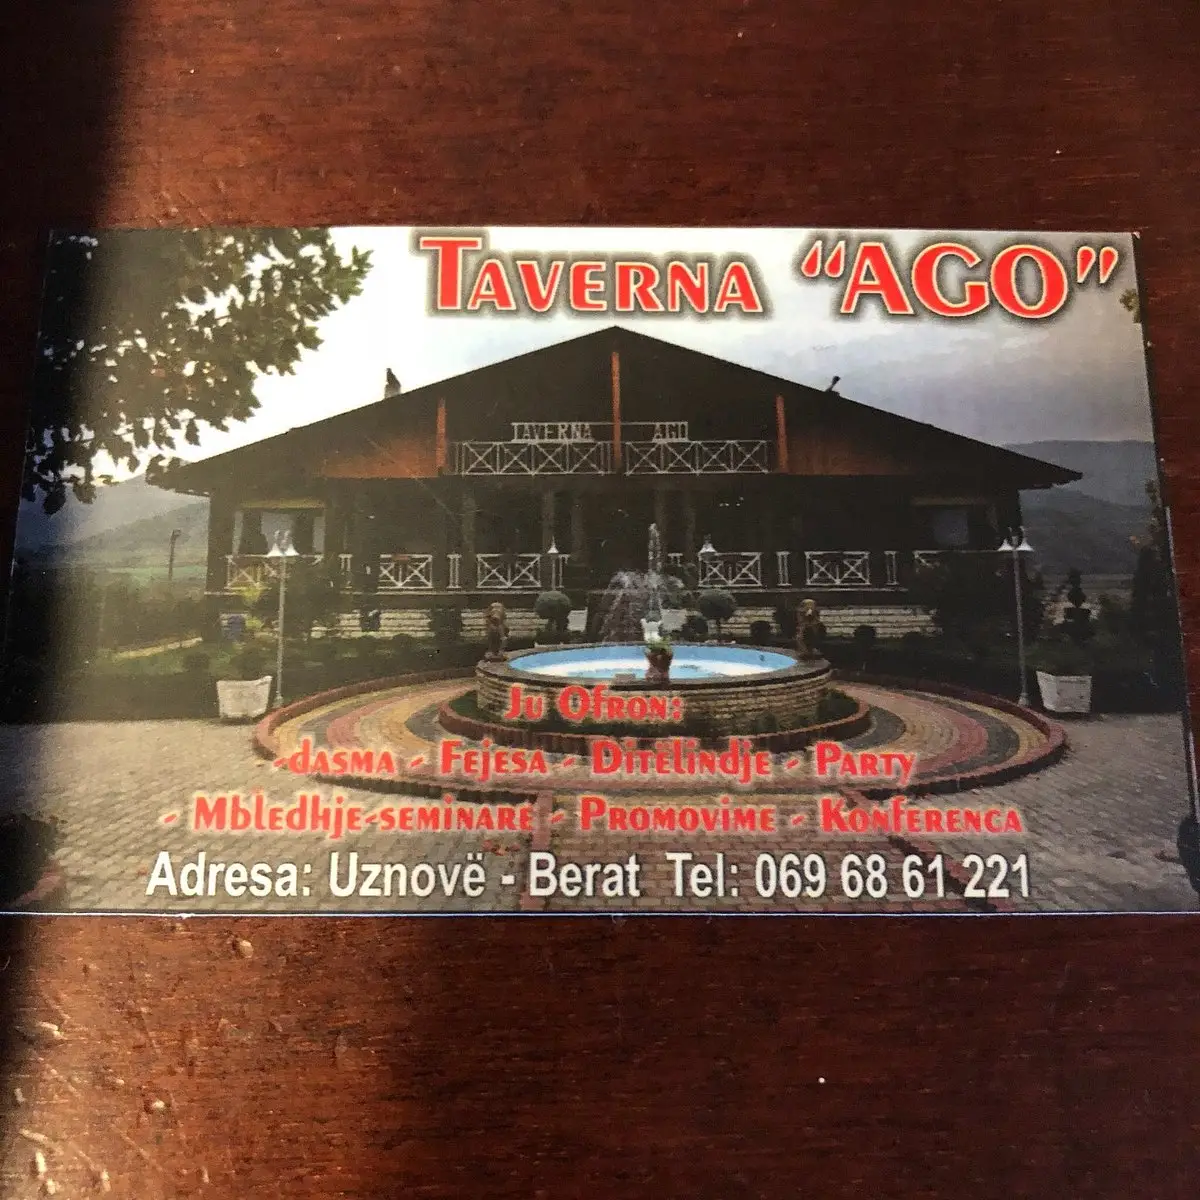 TAVERNA “AGO”
TAVERNA AGO
Ju Ofron:
-dasma - Fejesa - Ditëlindje - Party
- Mbledhje-seminare - Promovime - Konferenca
Adresa: Uznovë - Berat Tel: 069 68 61 221